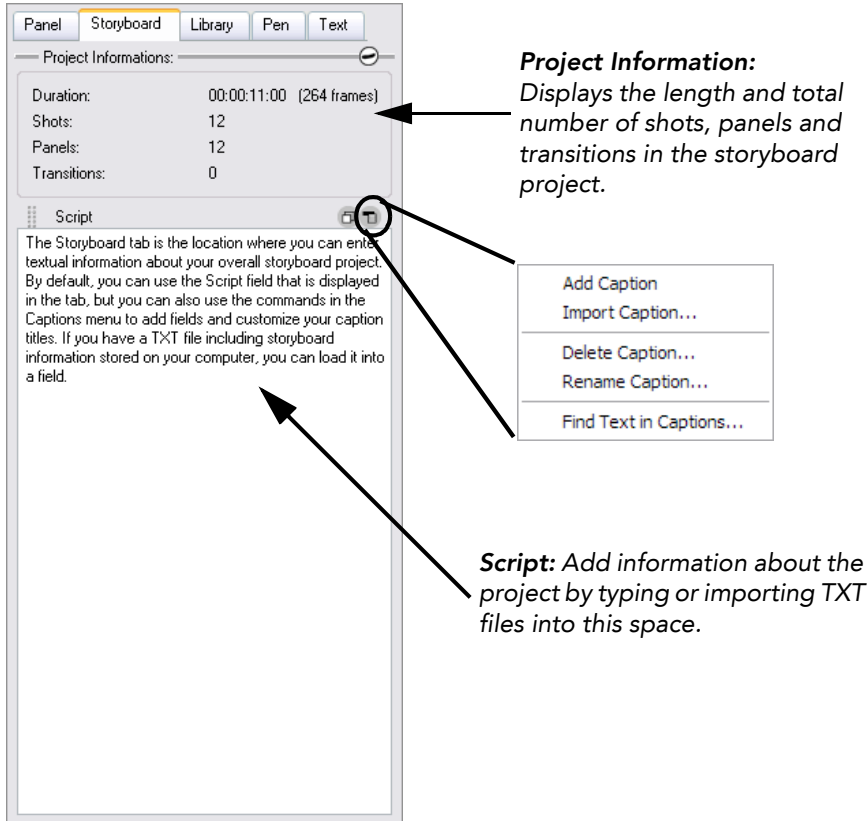 Panel Storyboard Library Pen Text
Project Informations:
Duration: 00:00:11:00 (264 frames)
Shots: 12
Panels: 12
Transitions: 0
Script
The Storyboard tab is the location where you can enter
textual information about your overall storyboard project.
By default, you can use the Script field that is displayed
in the tab, but you can also use the commands in the
Captions menu to add fields and customize your caption
titles. If you have a TXT file including storyboard
information stored on your computer, you can load it into
a field.
Project Information:
Displays the length and total
number of shots, panels and
transitions in the storyboard
project.
Add Caption
Import Caption...
Delete Caption...
Rename Caption...
Find Text in Captions...
Script: Add information about the
project by typing or importing TXT
files into this space.